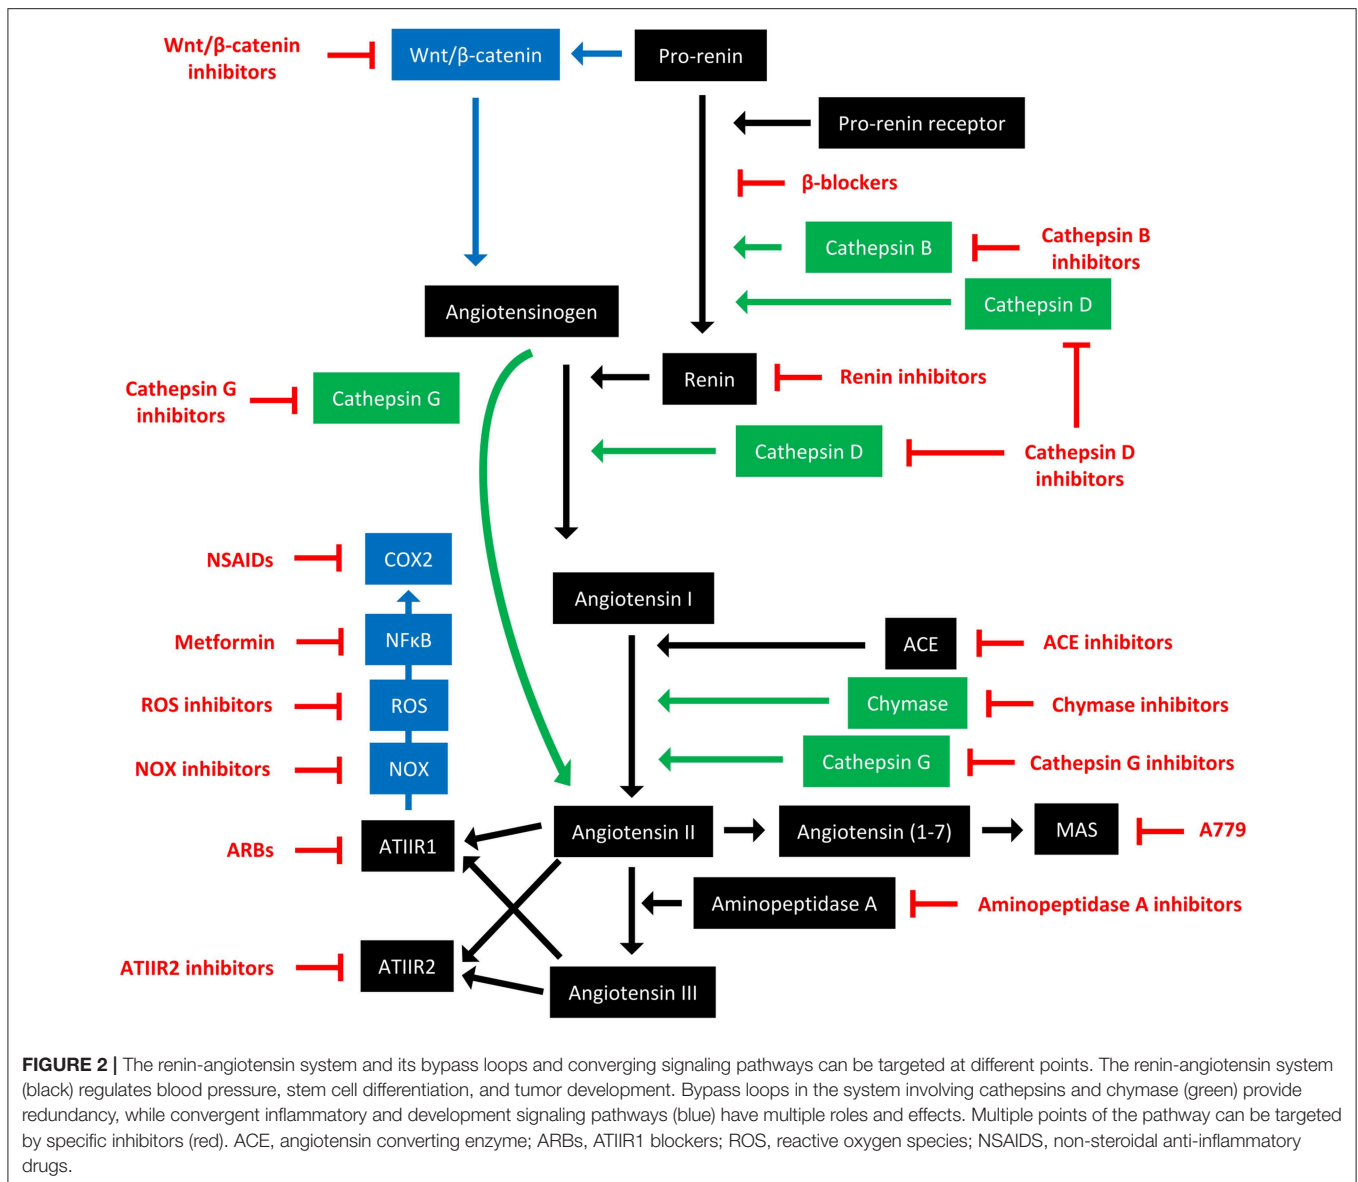 Wnt/β-catenin
inhibitors
Wnt/β-catenin
Pro-renin
Pro-renin receptor
β-blockers
Cathepsin B
Cathepsin B
inhibitors
Cathepsin D
Angiotensinogen
Renin
Renin inhibitors
Cathepsin G
inhibitors
Cathepsin G
Cathepsin D
Cathepsin D
inhibitors
NSAIDs
COX2
Angiotensin I
Metformin
NFκB
ACE
ACE inhibitors
ROS inhibitors
ROS
Chymase
Chymase inhibitors
NOX inhibitors
NOX
Cathepsin G
Cathepsin G inhibitors
ARBs
ATIIR1
Angiotensin II
Angiotensin (1-7)
MAS
A779
Aminopeptidase A
Aminopeptidase A inhibitors
ATIIR2 inhibitors
ATIIR2
Angiotensin III
FIGURE 2 | The renin-angiotensin system and its bypass loops and converging signaling pathways can be targeted at different points. The renin-angiotensin system
(black) regulates blood pressure, stem cell differentiation, and tumor development. Bypass loops in the system involving cathepsins and chymase (green) provide
redundancy, while convergent inflammatory and development signaling pathways (blue) have multiple roles and effects. Multiple points of the pathway can be targeted
by specific inhibitors (red). ACE, angiotensin converting enzyme; ARBs, ATIIR1 blockers; ROS, reactive oxygen species; NSAIDS, non-steroidal anti-inflammatory
drugs.